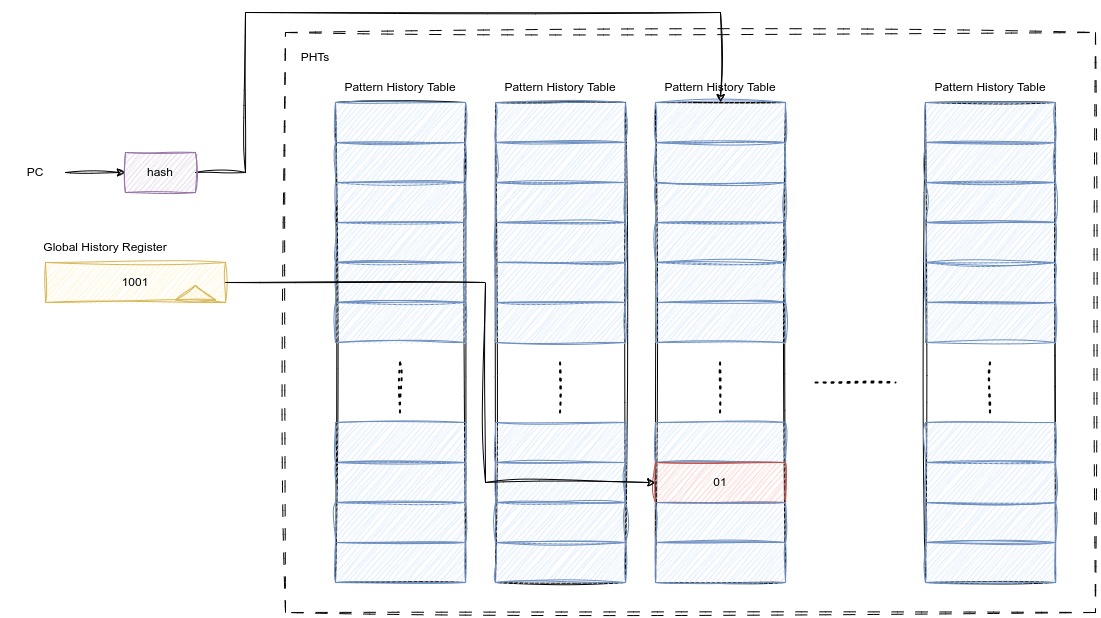 PHTs
Pattern History Table
Pattern History Table
Pattern History Table
Pattern History Table
PC
hash
Global History Register
1001
01